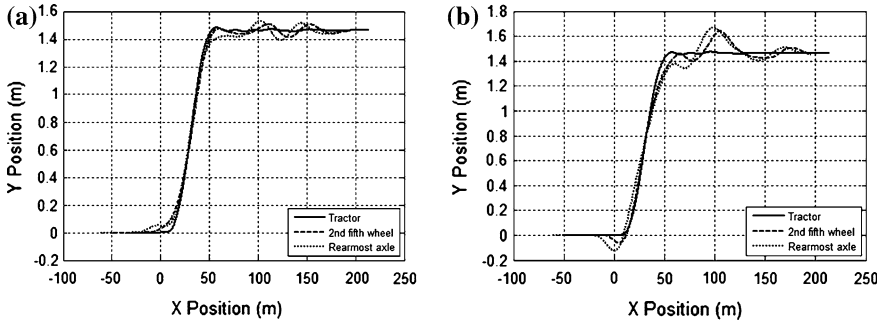 (a)
1.6
1.4
1.2
1
0.8
0.6
0.4
0.2
0
0.2
-100 -50 0 50 100 150 200 250
Y Position (m)
X Position (m)
Tractor
2nd fifth wheel
Rearmost axle
(b)
1.8
1.6
1.4
1.2
1
0.8
0.6
0.4
0.2
0
-0.2
-100 -50 0 50 100 150 200 250
Y Position (m)
X Position (m)
Tractor
2nd fifth wheel
Rearmost axle